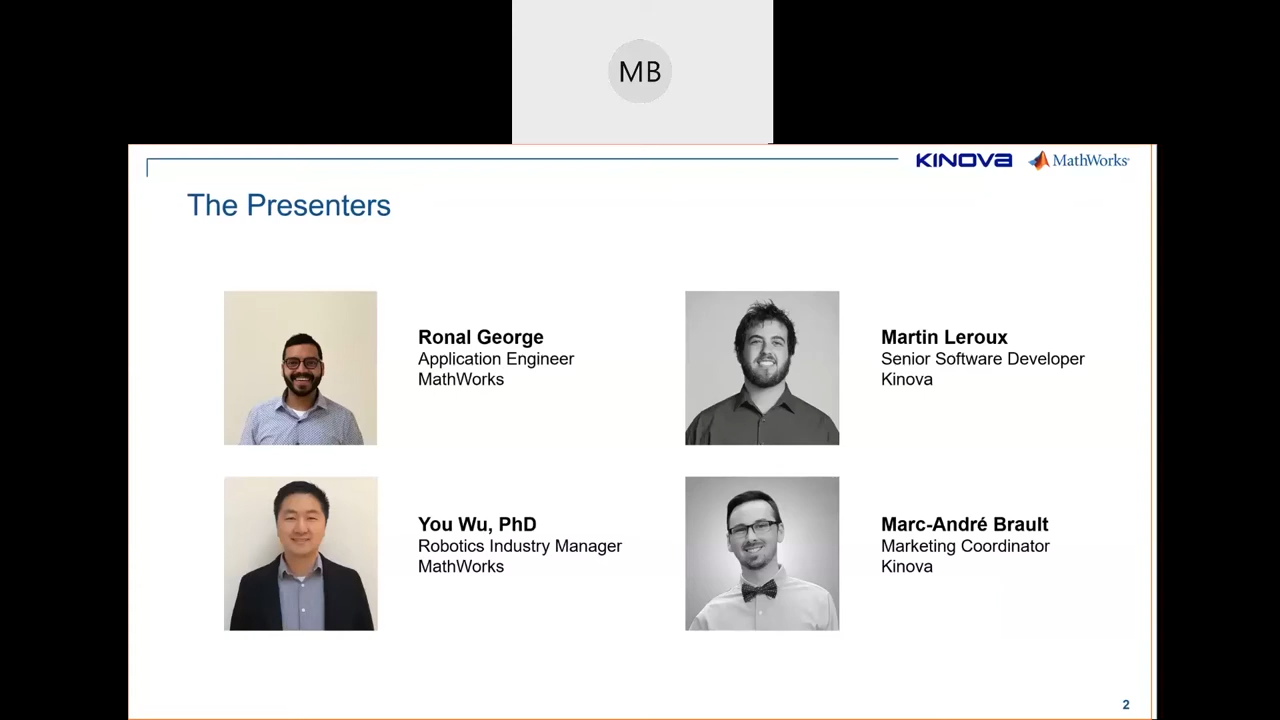 MB
KINOVA MathWorks
The Presenters
Ronal George
Application Engineer
MathWorks
Martin Leroux
Senior Software Developer
Kinova
You Wu, PhD
Robotics Industry Manager
MathWorks
Marc-André Brault
Marketing Coordinator
Kinova
2